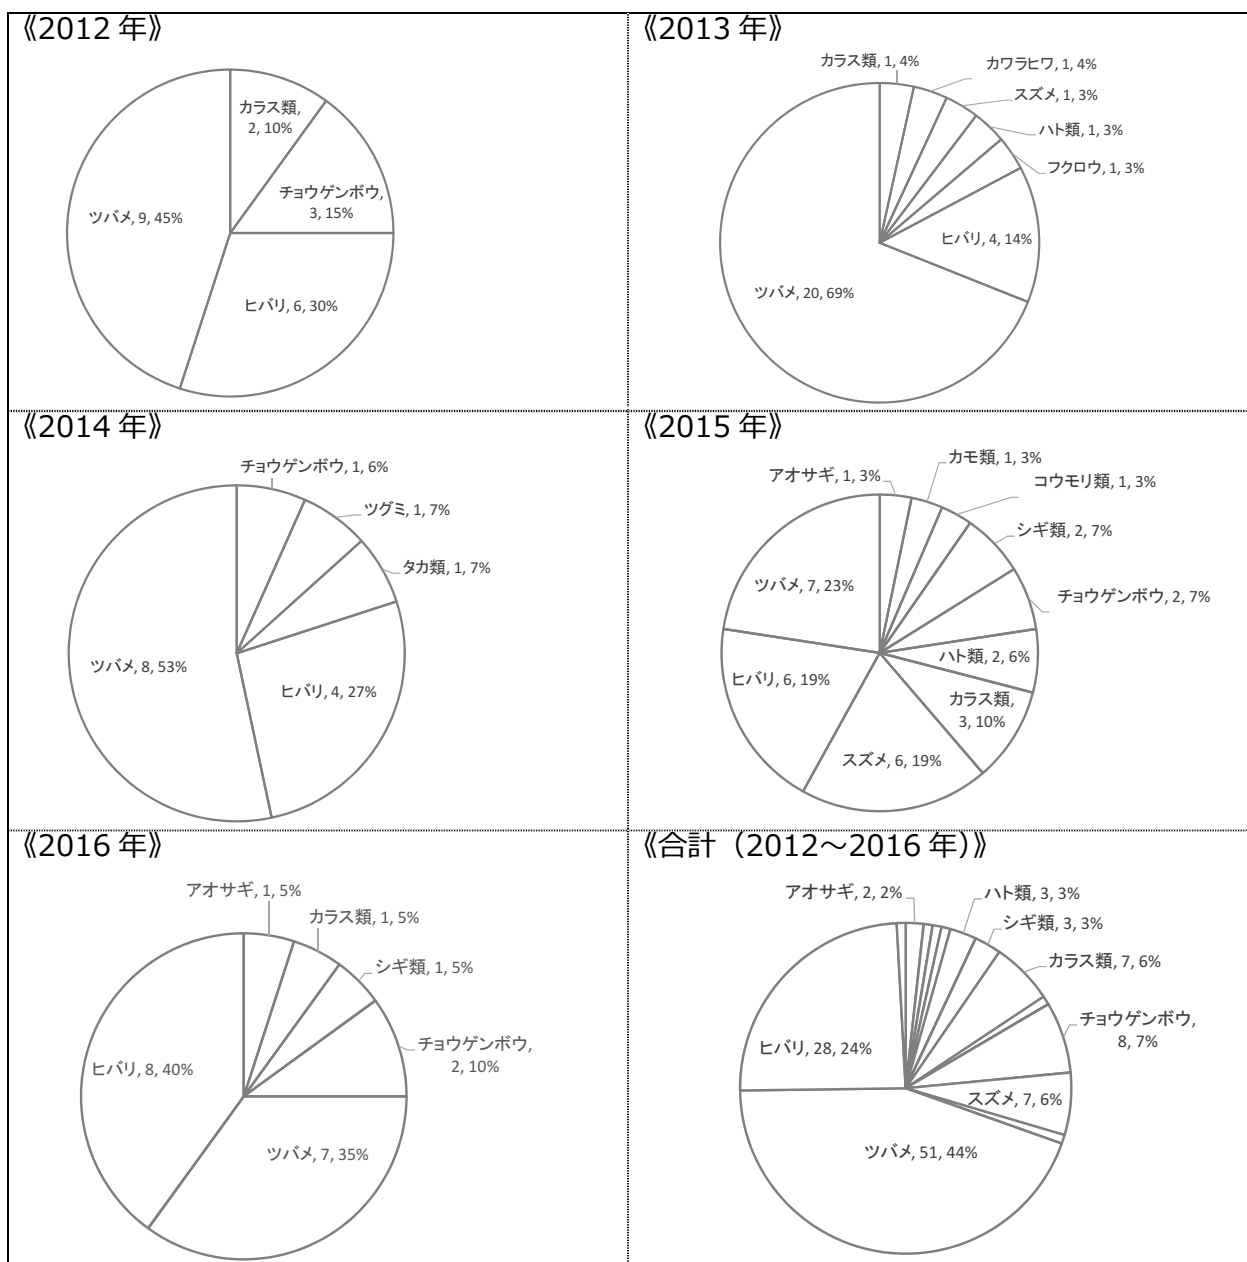 《2012 年》
カラス類,
2, 10%
チョウゲンボウ,
3, 15%
ヒバリ, 6, 30%
ツバメ, 9, 45%
《2013 年》
カラス類, 1, 4%
カワラヒワ, 1, 4%
スズメ, 1, 3%
ハト類, 1, 3%
フクロウ, 1, 3%
ヒバリ, 4, 14%
ツバメ, 20, 69%
《2014 年》
チョウゲンボウ, 1, 6%
ツグミ, 1, 7%
タカ類, 1, 7%
ヒバリ, 4, 27%
ツバメ, 8, 53%
《2015 年》
アオサギ, 1, 3%
カモ類, 1, 3%
コウモリ類, 1, 3%
シギ類, 2, 7%
チョウゲンボウ, 2, 7%
ハト類, 2, 6%
カラス類,
3, 10%
スズメ, 6, 19%
ヒバリ, 6, 19%
ツバメ, 7, 23%
《2016 年》
アオサギ, 1, 5%
カラス類, 1, 5%
シギ類, 1, 5%
チョウゲンボウ,
2, 10%
ツバメ, 7, 35%
ヒバリ, 8, 40%
《合計（2012～2016 年）》
アオサギ, 2, 2%
ハト類, 3, 3%
シギ類, 3, 3%
カラス類, 7, 6%
チョウゲンボウ,
8, 7%
スズメ, 7, 6%
ツバメ, 51, 44%
ヒバリ, 28, 24%